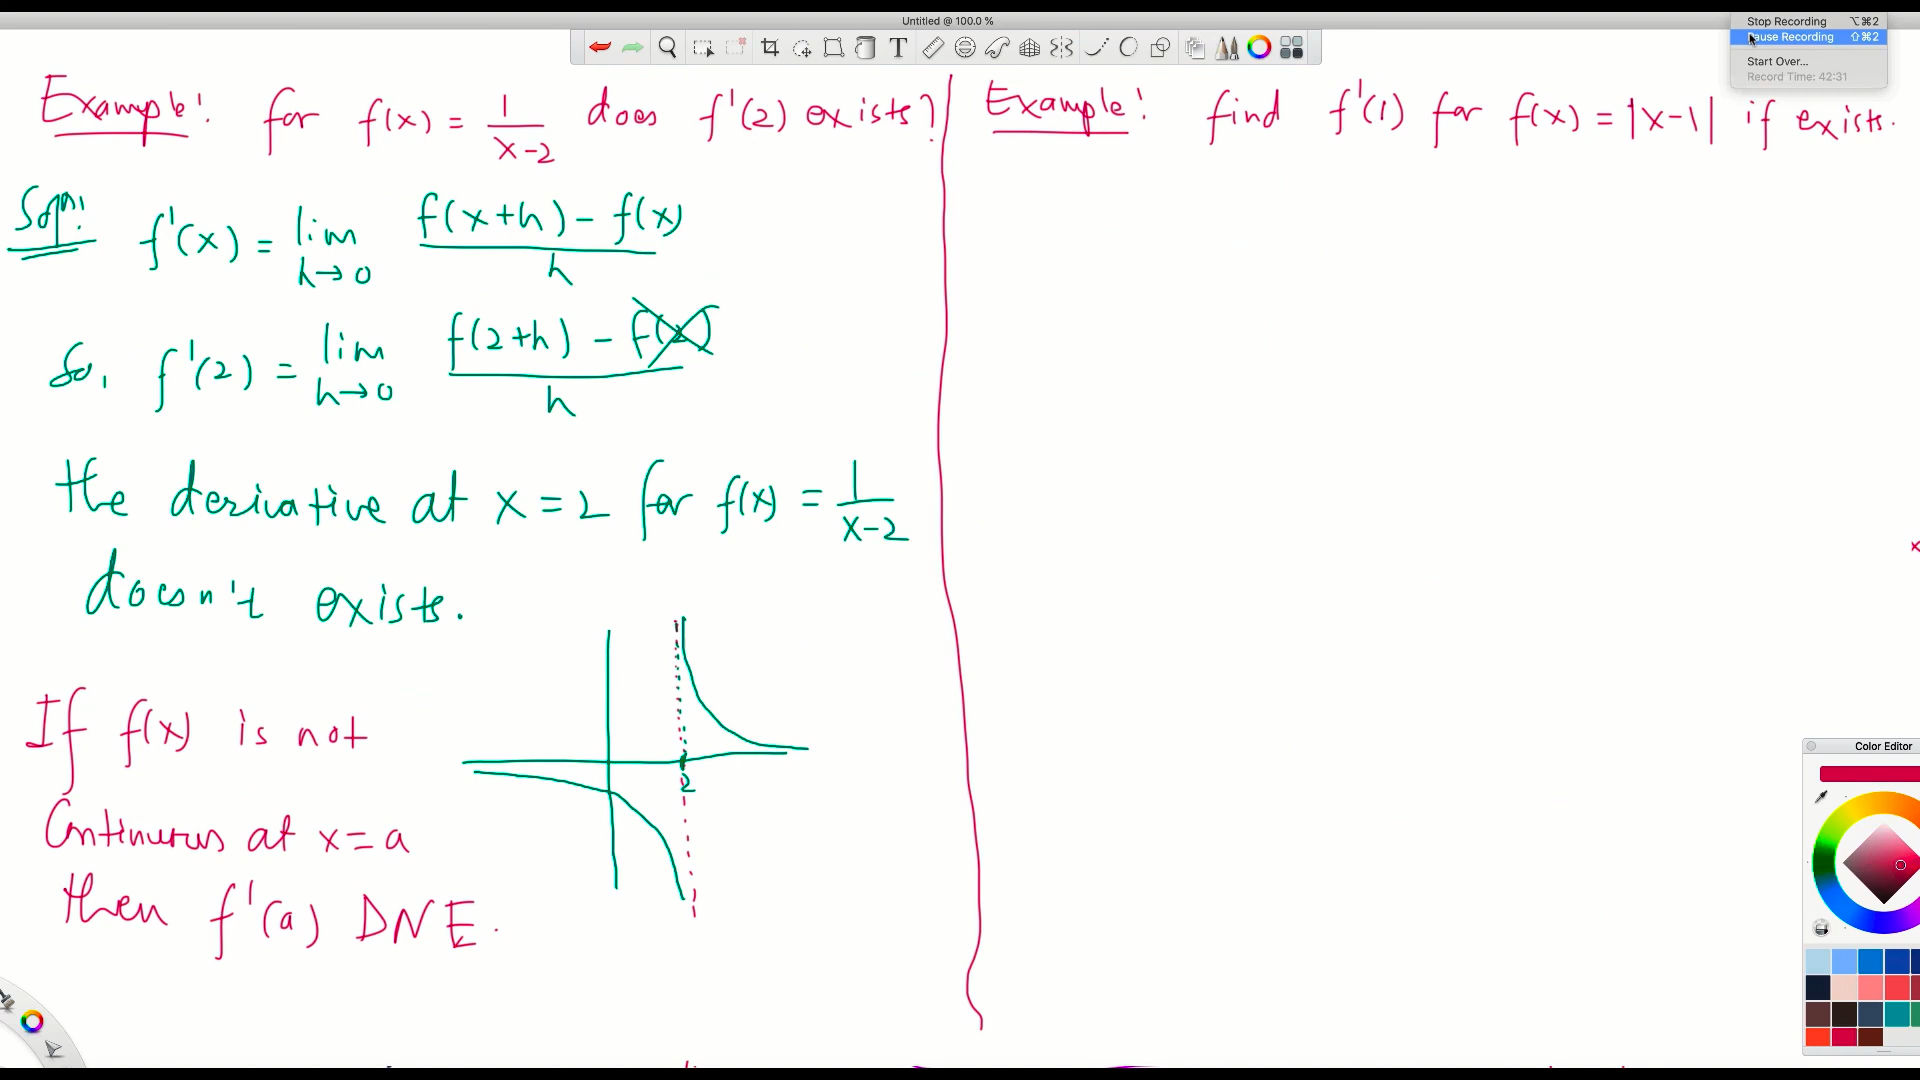 Untitled @ 100.0 %
Stop Recording ⌥⌘2
Pause Recording ⇧⌘2
Start Over...
Record Time: 42:31
Example! for f(x) = 1/(x-2) does f'(2) exists?
Soln! f'(x) = lim h→0 (f(x+h) - f(x))/h
So, f'(2) = lim h→0 (f(2+h) - f(2))/h
the derivative at x = 2 for f(x) = 1/(x-2)
doesn't exists.
2
If f(x) is not
Continuous at x = a
then f'(a) DNE.
Example! find f'(1) for f(x) = |x-1| if exists.
Color Editor